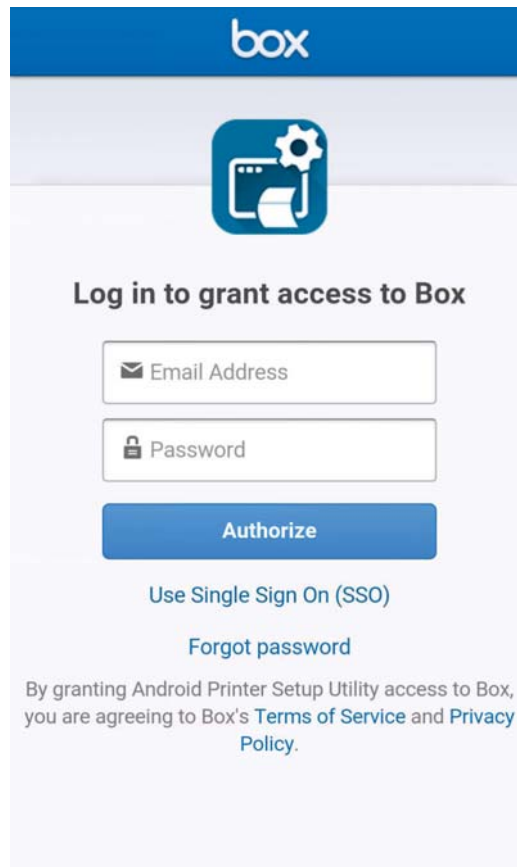 box
Log in to grant access to Box
Email Address
Password
Authorize
Use Single Sign On (SSO)
Forgot password
By granting Android Printer Setup Utility access to Box,
you are agreeing to Box's Terms of Service and Privacy
Policy.